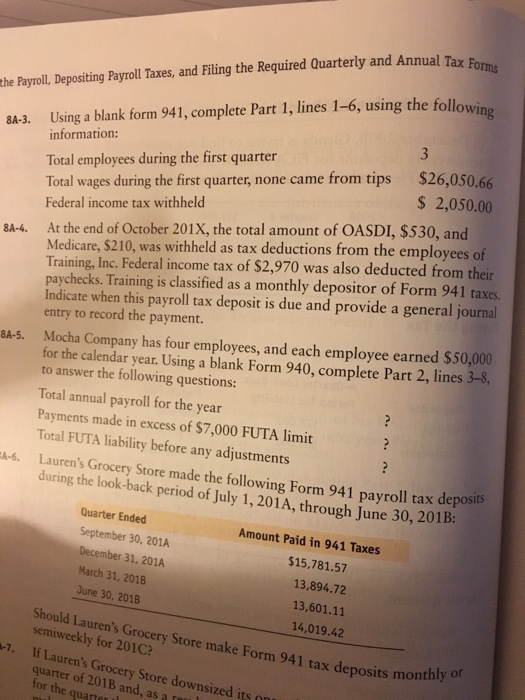 the Payroll, Depositing Payroll Taxes, and Filing the Required Quarterly and Annual Tax Forms
8A-3. Using a blank form 941, complete Part 1, lines 1–6, using the following
information:
Total employees during the first quarter 3
Total wages during the first quarter, none came from tips $26,050.66
Federal income tax withheld $ 2,050.00
8A-4. At the end of October 201X, the total amount of OASDI, $530, and
Medicare, $210, was withheld as tax deductions from the employees of
Training, Inc. Federal income tax of $2,970 was also deducted from their
paychecks. Training is classified as a monthly depositor of Form 941 taxes.
Indicate when this payroll tax deposit is due and provide a general journal
entry to record the payment.
8A-5. Mocha Company has four employees, and each employee earned $50,000
for the calendar year. Using a blank Form 940, complete Part 2, lines 3–8,
to answer the following questions:
Total annual payroll for the year ?
Payments made in excess of $7,000 FUTA limit ?
Total FUTA liability before any adjustments ?
A-6. Lauren's Grocery Store made the following Form 941 payroll tax deposits
during the look-back period of July 1, 201A, through June 30, 201B:
Quarter Ended Amount Paid in 941 Taxes
September 30, 201A $15,781.57
December 31, 201A 13,894.72
March 31, 201B 13,601.11
June 30, 201B 14,019.42
Should Lauren's Grocery Store make Form 941 tax deposits monthly or
semiweekly for 201C?
-7. If Lauren's Grocery Store downsized its
quarter of 201B and, as a
for the